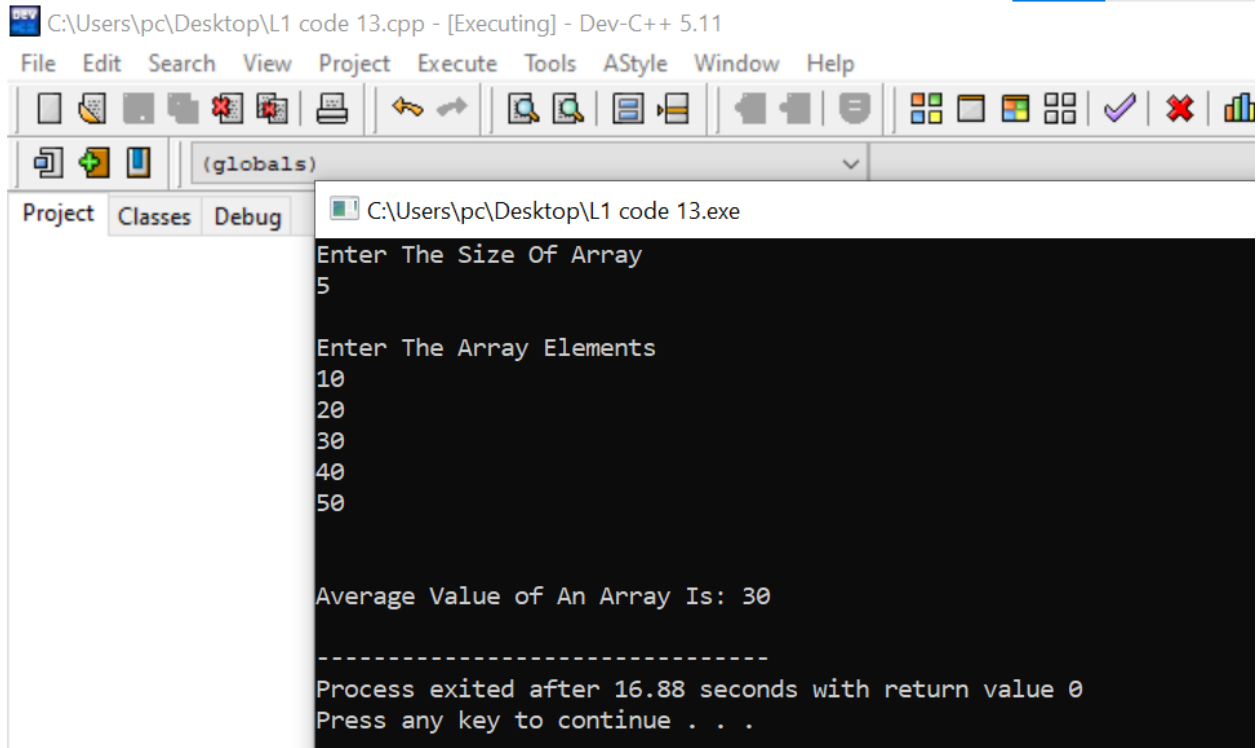 C:\Users\pc\Desktop\L1 code 13.cpp - [Executing] - Dev-C++ 5.11
File Edit Search View Project Execute Tools AStyle Window Help
(globals)
Project Classes Debug
C:\Users\pc\Desktop\L1 code 13.exe
Enter The Size Of Array
5
Enter The Array Elements
10
20
30
40
50
Average Value of An Array Is: 30
--------------------------------
Process exited after 16.88 seconds with return value 0
Press any key to continue . . .